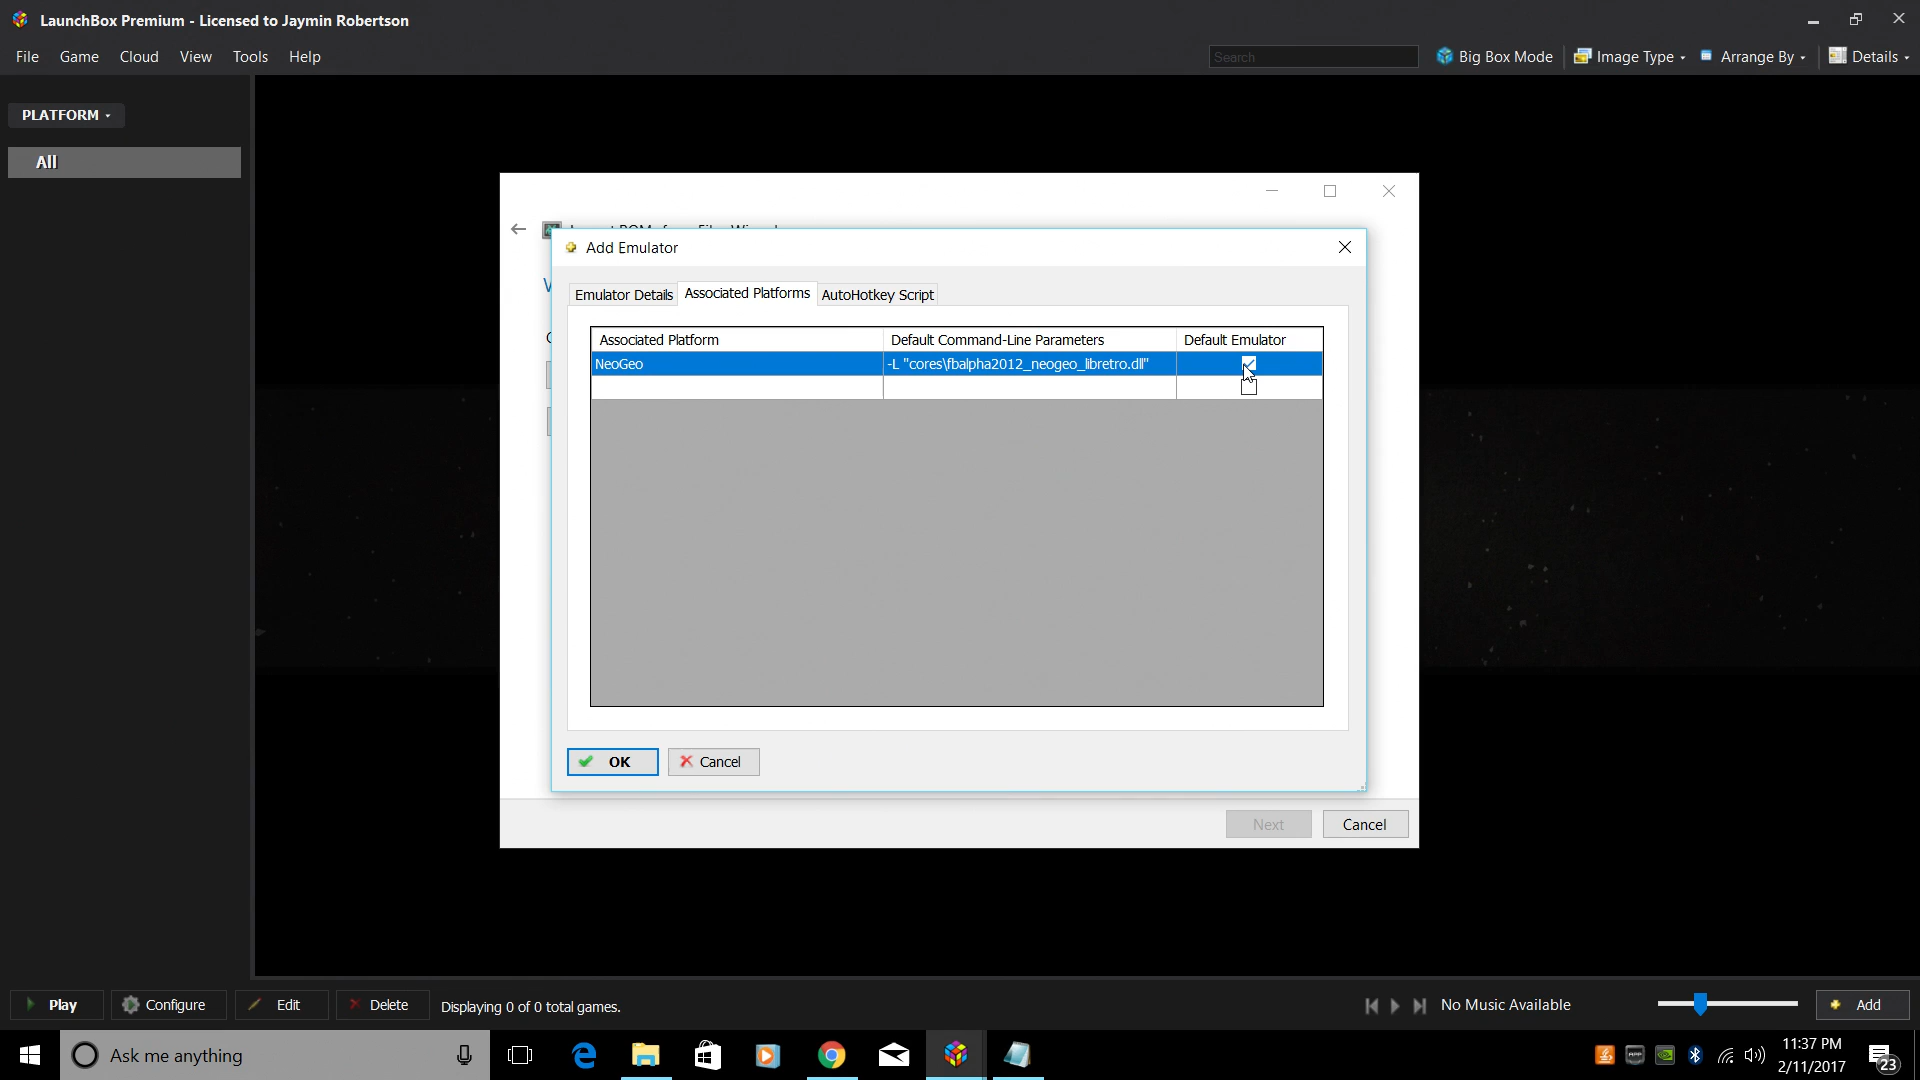 LaunchBox Premium - Licensed to Jaymin Robertson
File Game Cloud View Tools Help
Search
Big Box Mode
Image Type
Arrange By
Details
PLATFORM
All
Add Emulator
Emulator Details
Associated Platforms
AutoHotkey Script
Associated Platform Default Command-Line Parameters Default Emulator
NeoGeo -L "cores\fbalpha2012_neogeo_libretro.dll"
OK
Cancel
Next
Cancel
Play
Configure
Edit
Delete
Displaying 0 of 0 total games.
No Music Available
Add
Ask me anything
11:37 PM
2/11/2017
23